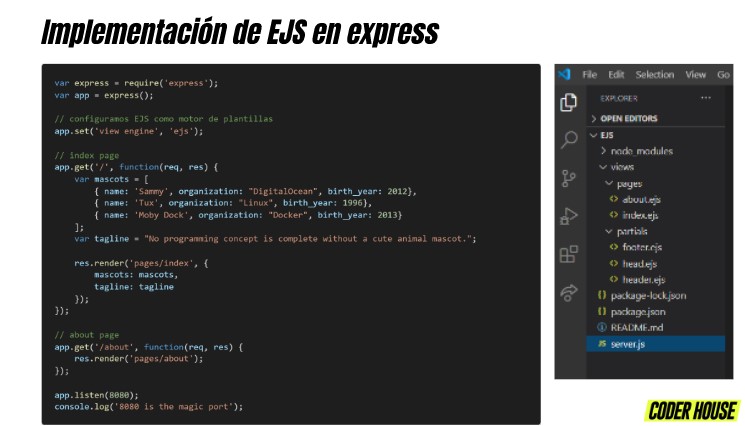 Implementación de EJS en express
var express = require('express');
var app = express();
// configuramos EJS como motor de plantillas
app.set('view engine', 'ejs');
// index page
app.get('/', function(req, res) {
var mascots = [
{ name: 'Sammy', organization: "DigitalOcean", birth_year: 2012},
{ name: 'Tux', organization: "Linux", birth_year: 1996},
{ name: 'Moby Dock', organization: "Docker", birth_year: 2013}
];
var tagline = "No programming concept is complete without a cute animal mascot.";
res.render('pages/index', {
mascots: mascots,
tagline: tagline
});
});
// about page
app.get('/about', function(req, res) {
res.render('pages/about');
});
app.listen(8080);
console.log('8080 is the magic port');
File Edit Selection View Go
EXPLORER ...
> OPEN EDITORS
EJS
> node_modules
views
pages
<> about.ejs
<> index.ejs
partials
<> footer.ejs
<> head.ejs
<> header.ejs
{} package-lock.json
{} package.json
README.md
JS server.js
CODER HOUSE